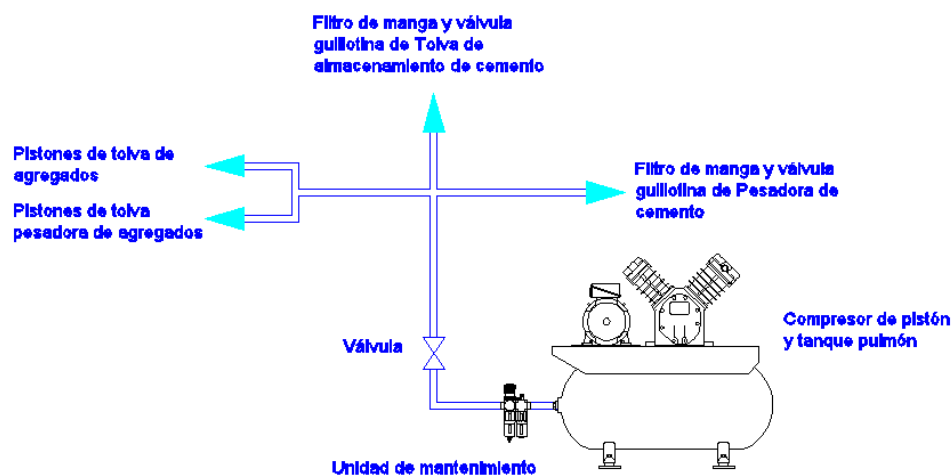 Filtro de manga y válvula
guillotina de Tolva de
almacenamiento de cemento
Pistones de tolva de
agregados
Pistones de tolva
pesadora de agregados
Filtro de manga y válvula
guillotina de Pesadora de
cemento
Compresor de pistón
y tanque pulmón
Válvula
Unidad de mantenimiento